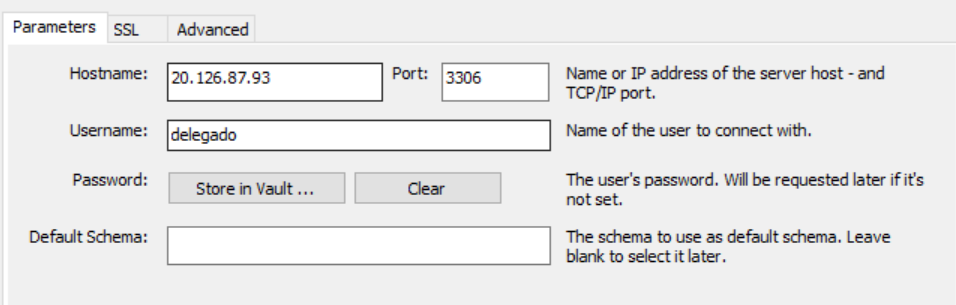 Parameters SSL Advanced
Hostname: 20.126.87.93 Port: 3306 Name or IP address of the server host - and
TCP/IP port.
Username: delegado Name of the user to connect with.
Password: Store in Vault ... Clear The user's password. Will be requested later if it's
not set.
Default Schema: The schema to use as default schema. Leave
blank to select it later.